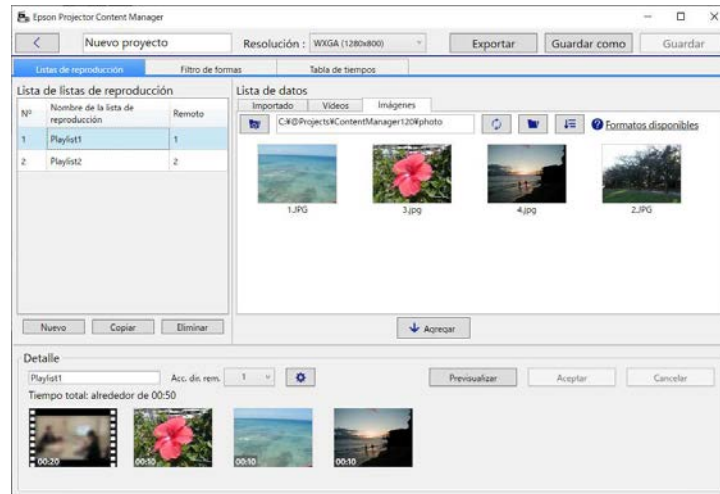 Epson Projector Content Manager
Nuevo proyecto
Resolución : WXGA (1280x800)
Exportar
Guardar como
Guardar
Listas de reproducción
Filtro de formas
Tabla de tiempos
Lista de listas de reproducción
Nº
Nombre de la lista de
reproducción
Remoto
1 Playlist1 1
2 Playlist2 2
Nuevo
Copiar
Eliminar
Lista de datos
Importado
Vídeos
Imágenes
C:¥@Projects¥ContentManager120¥photo
Formatos disponibles
1.JPG
3.jpg
4.jpg
2.JPG
Agregar
Detalle
Playlist1
Acc. dir. rem.
1
Previsualizar
Aceptar
Cancelar
Tiempo total: alrededor de 00:50
00:20
00:10
00:10
00:10